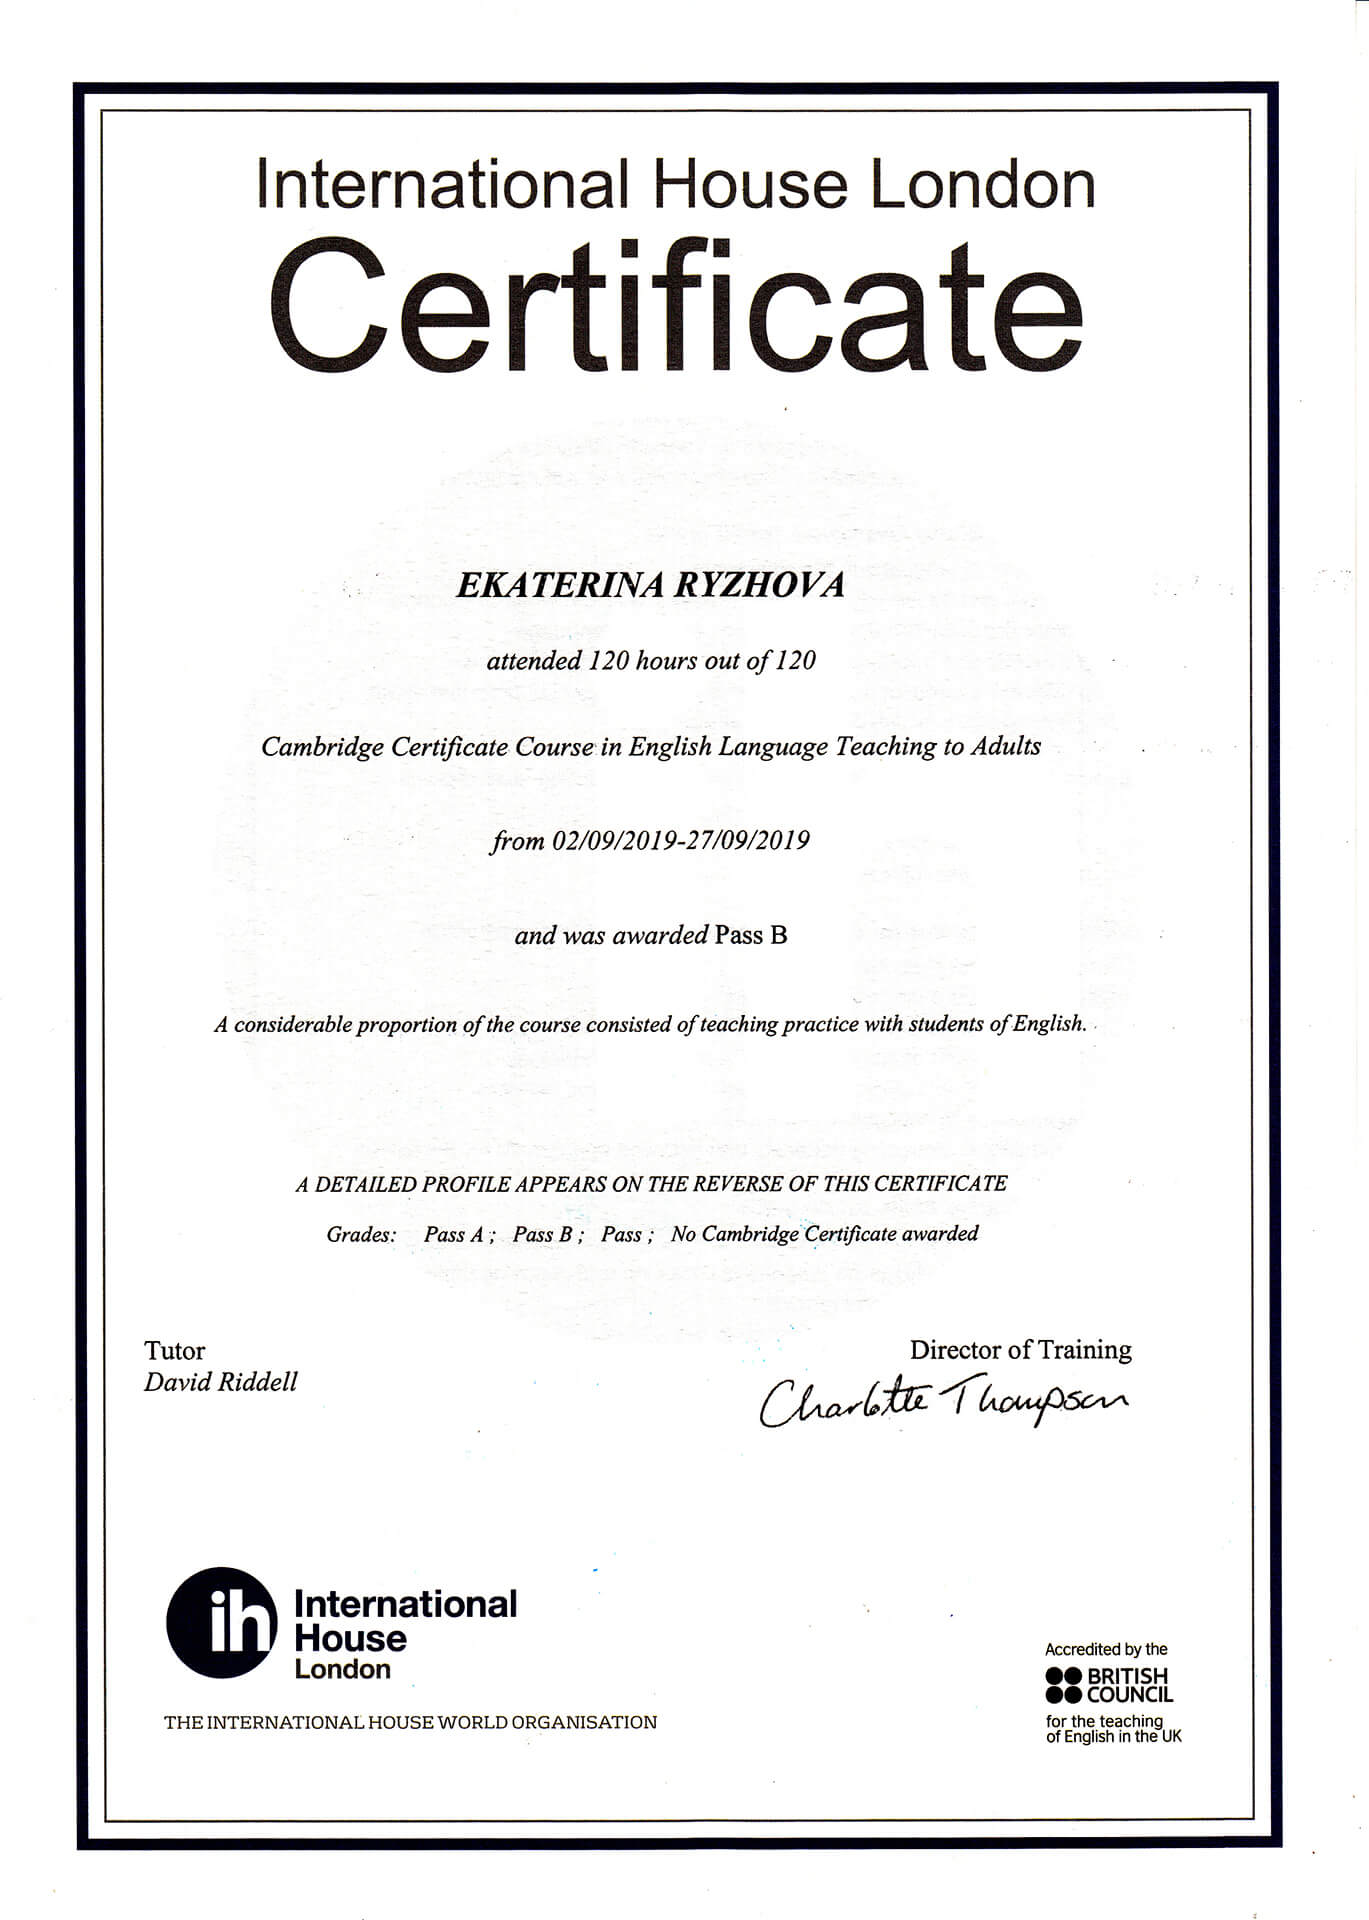 International House London
Certificate
EKATERINA RYZHOVA
attended 120 hours out of 120
Cambridge Certificate Course in English Language Teaching to Adults
from 02/09/2019-27/09/2019
and was awarded Pass B
A considerable proportion of the course consisted of teaching practice with students of English.
A DETAILED PROFILE APPEARS ON THE REVERSE OF THIS CERTIFICATE
Grades: Pass A ; Pass B ; Pass ; No Cambridge Certificate awarded
Tutor
David Riddell
Director of Training
Charlotte Thompson
ih
International
House
London
THE INTERNATIONAL HOUSE WORLD ORGANISATION
Accredited by the
BRITISH
COUNCIL
for the teaching
of English in the UK